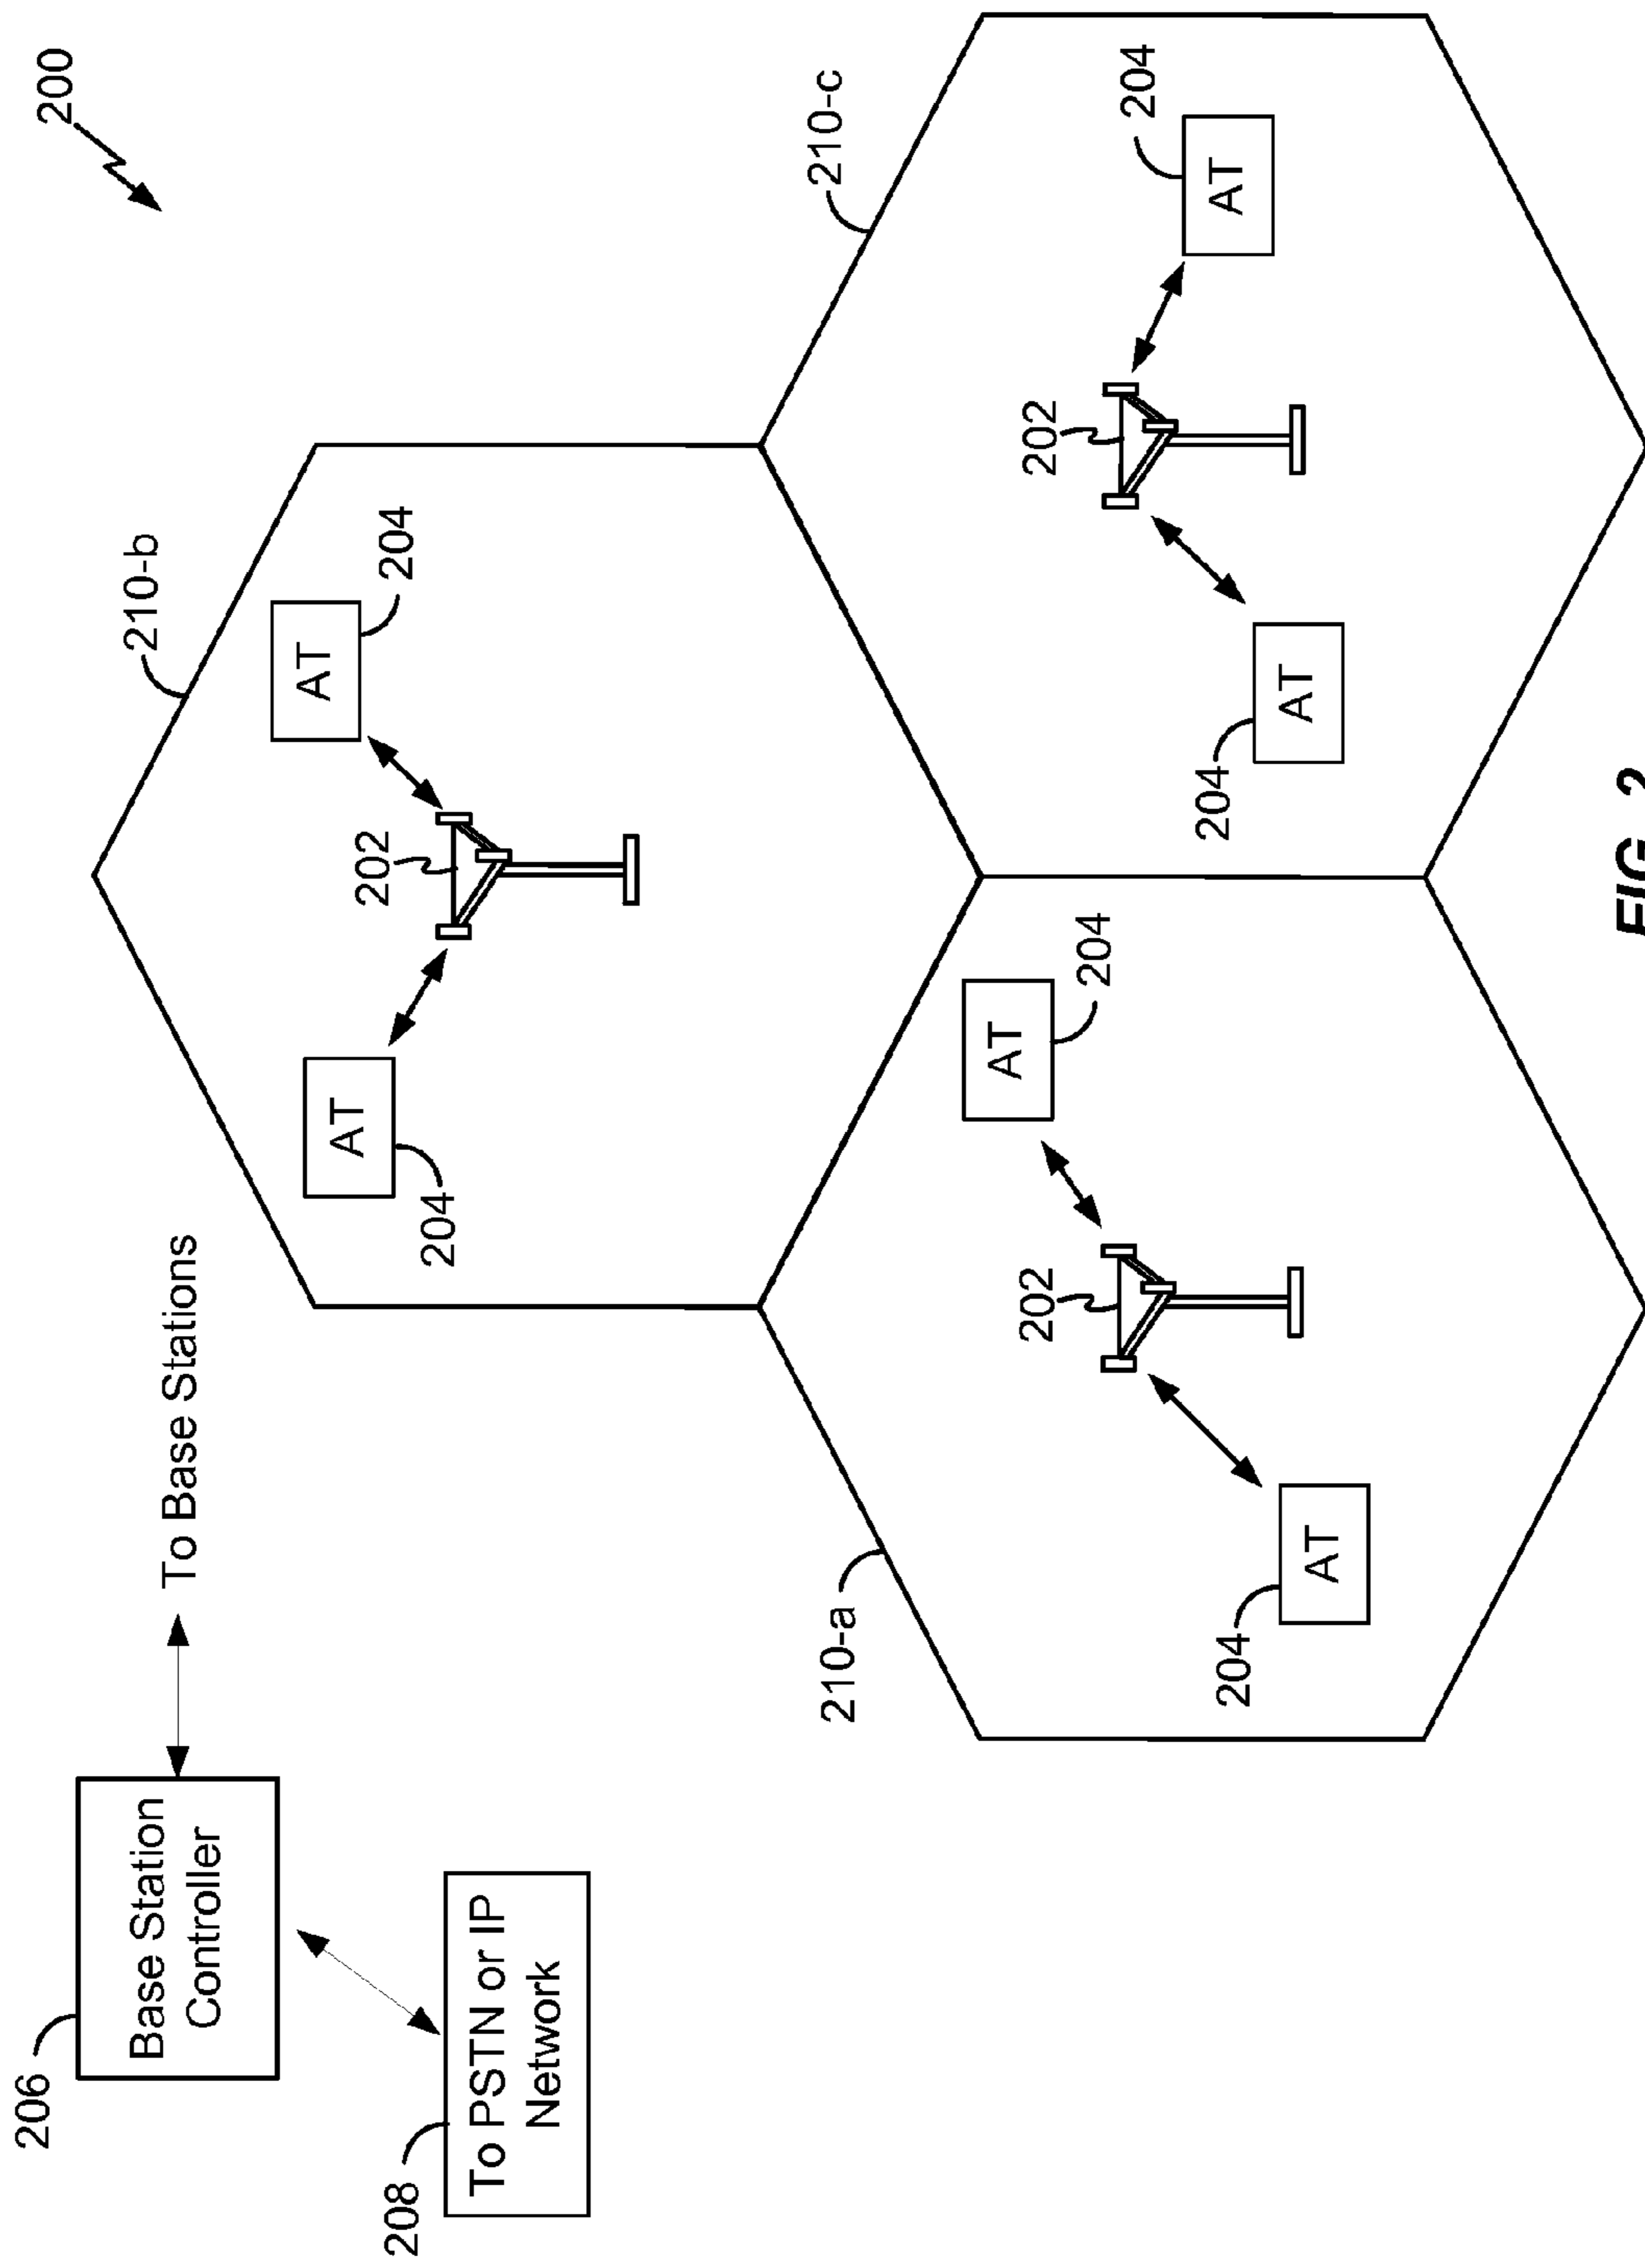 200
206
Base Station
Controller
To Base Stations
208
To PSTN or IP
Network
210-b
AT
204
AT
204
202
210-a
AT
204
202
AT
204
210-c
AT
204
202
AT
204
FIG. 2